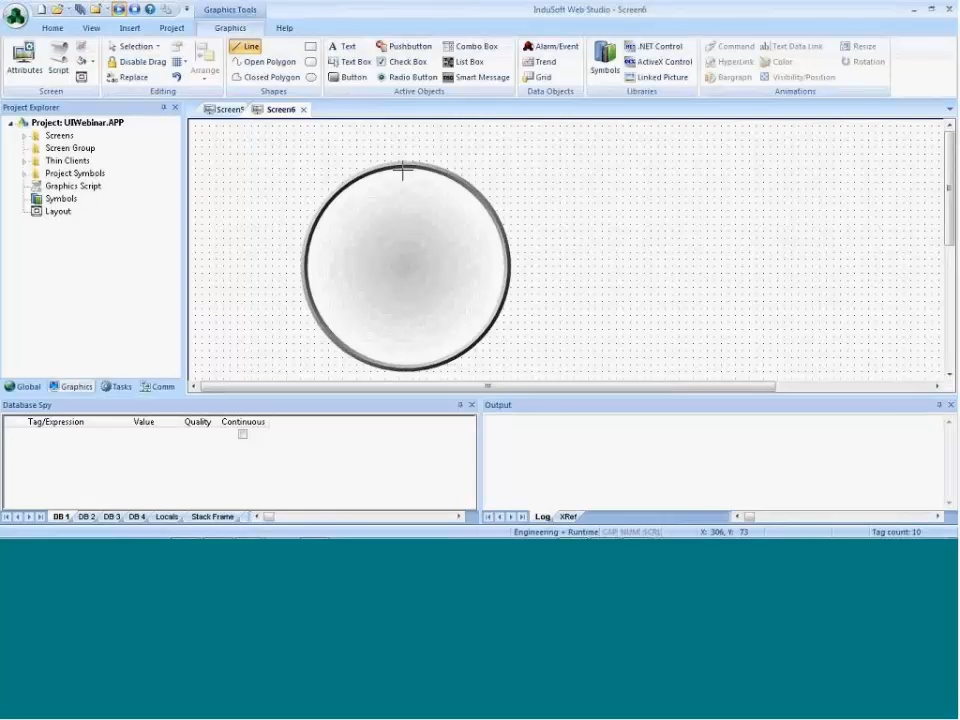 Graphics Tools InduSoft Web Studio - Screen6
Home View Insert Project Graphics Help
Attributes Script Selection Disable Drag Replace Arrange
Line Open Polygon Closed Polygon
A Text Text Box Button Pushbutton Check Box Radio Button Combo Box List Box Smart Message
Alarm/Event Trend Grid
Symbols .NET Control ActiveX Control Linked Picture
Command HyperLink Bargraph Text Data Link Color Visibility/Position Resize Rotation
Screen Editing Shapes Active Objects Data Objects Libraries Animations
Project Explorer
Screen5 Screen6
Project: UIWebinar.APP
Screens
Screen Group
Thin Clients
Project Symbols
Graphics Script
Symbols
Layout
Global Graphics Tasks Comm
Database Spy
Tag/Expression Value Quality Continuous
DB 1 DB 2 DB 3 DB 4 Locals Stack Frame
Output
Log XRef
Engineering + Runtime CAP NUM SCRL X: 306, Y: 73 Tag count: 10